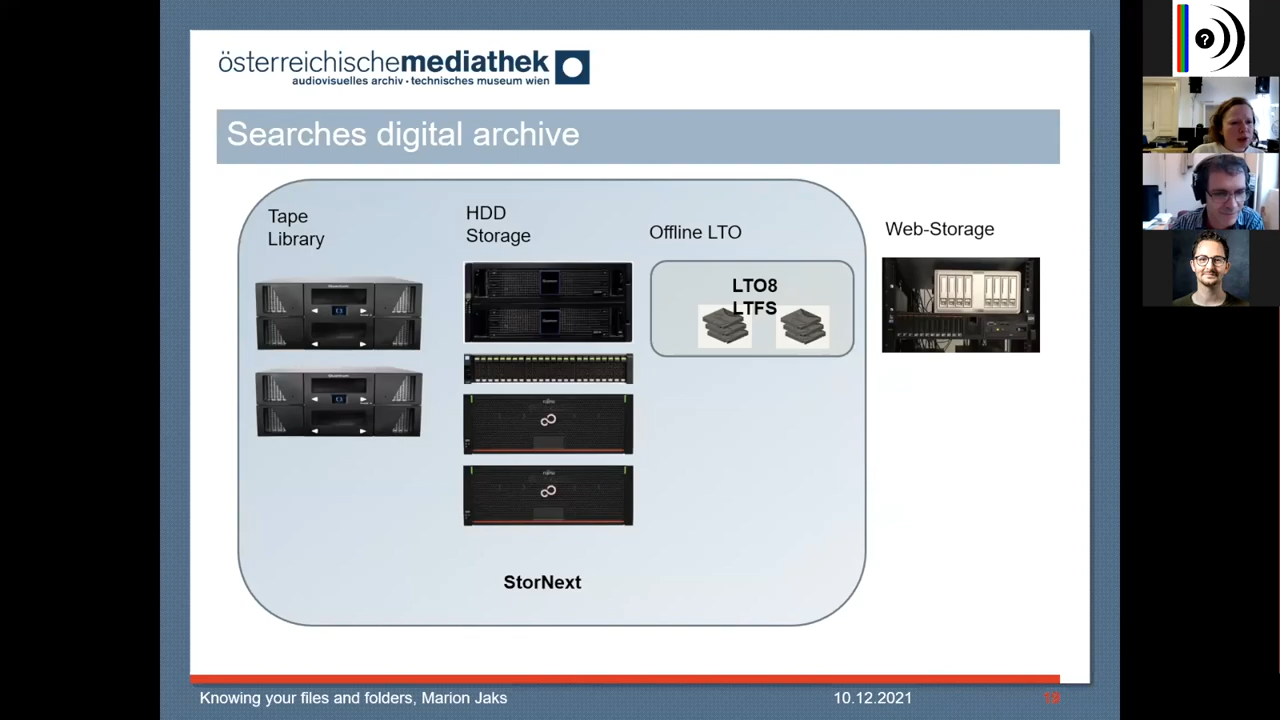 österreichischemediathek
audiovisuelles archiv · technisches museum wien
Searches digital archive
Tape
Library
HDD
Storage
Offline LTO
Web-Storage
LTO8
LTFS
StorNext
Knowing your files and folders, Marion Jaks
10.12.2021
?